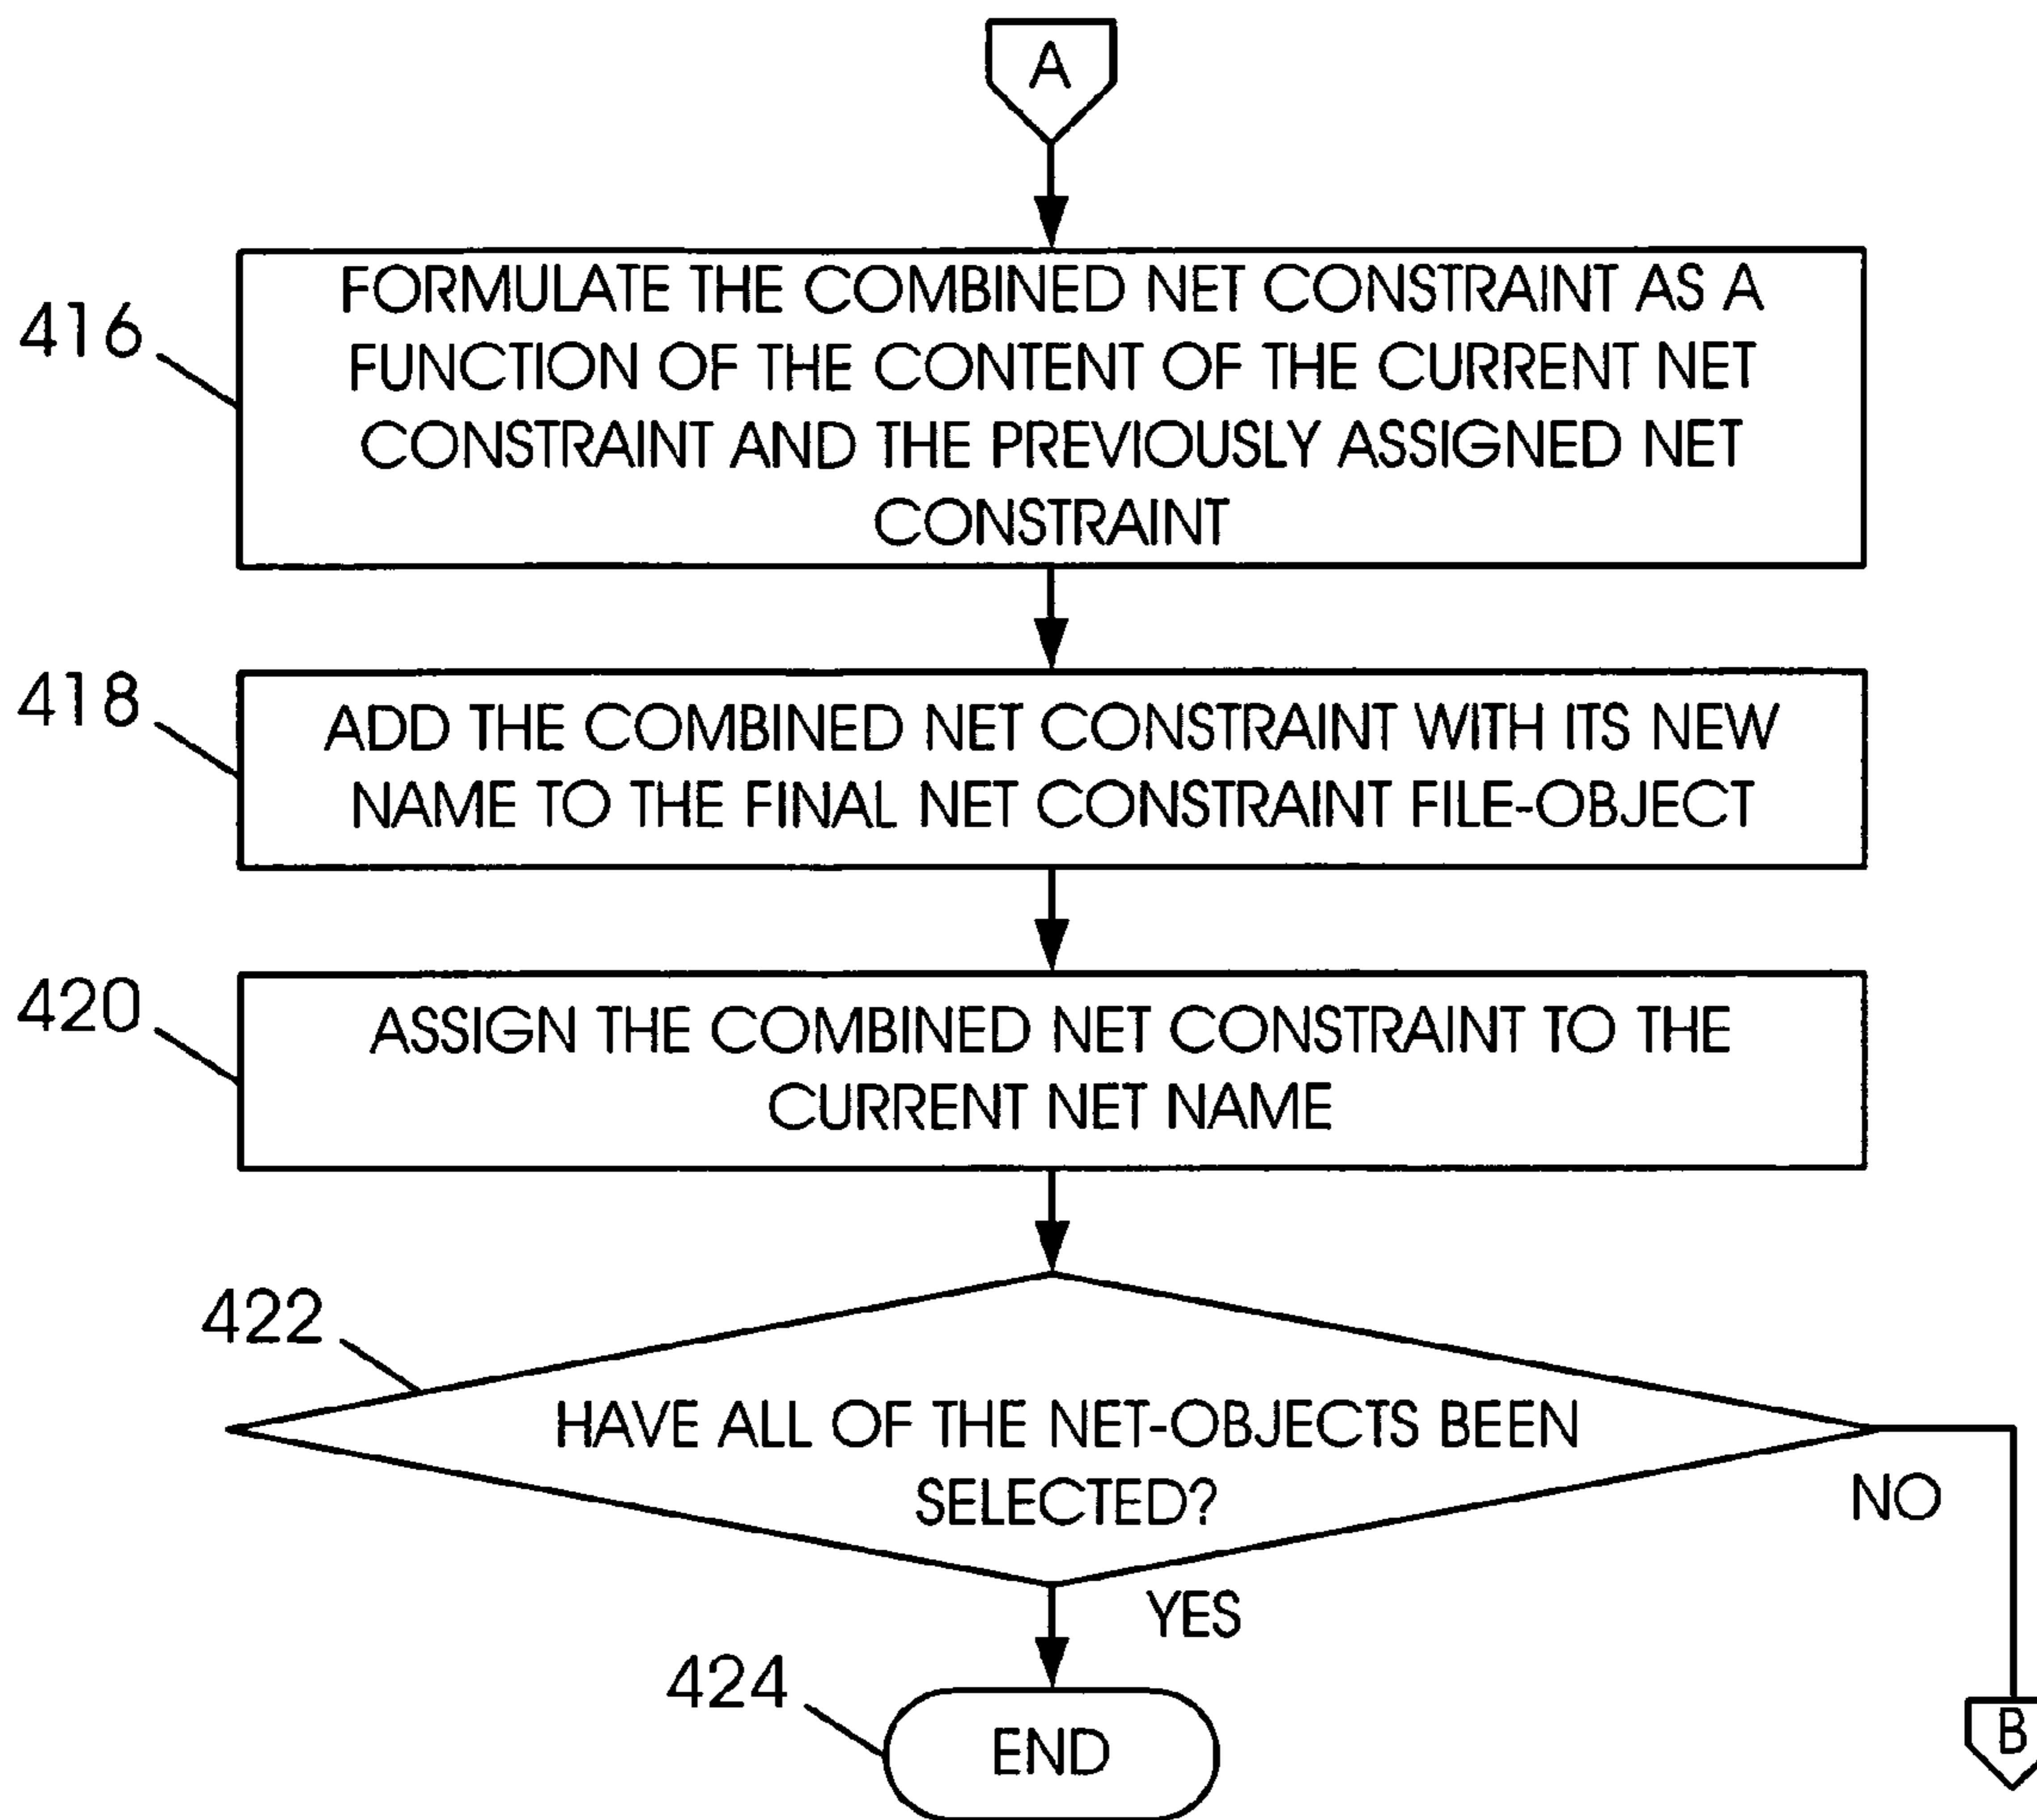 A
416
FORMULATE THE COMBINED NET CONSTRAINT AS A
FUNCTION OF THE CONTENT OF THE CURRENT NET
CONSTRAINT AND THE PREVIOUSLY ASSIGNED NET
CONSTRAINT
418
ADD THE COMBINED NET CONSTRAINT WITH ITS NEW
NAME TO THE FINAL NET CONSTRAINT FILE-OBJECT
420
ASSIGN THE COMBINED NET CONSTRAINT TO THE
CURRENT NET NAME
422
HAVE ALL OF THE NET-OBJECTS BEEN
SELECTED?
NO
YES
424
END
B